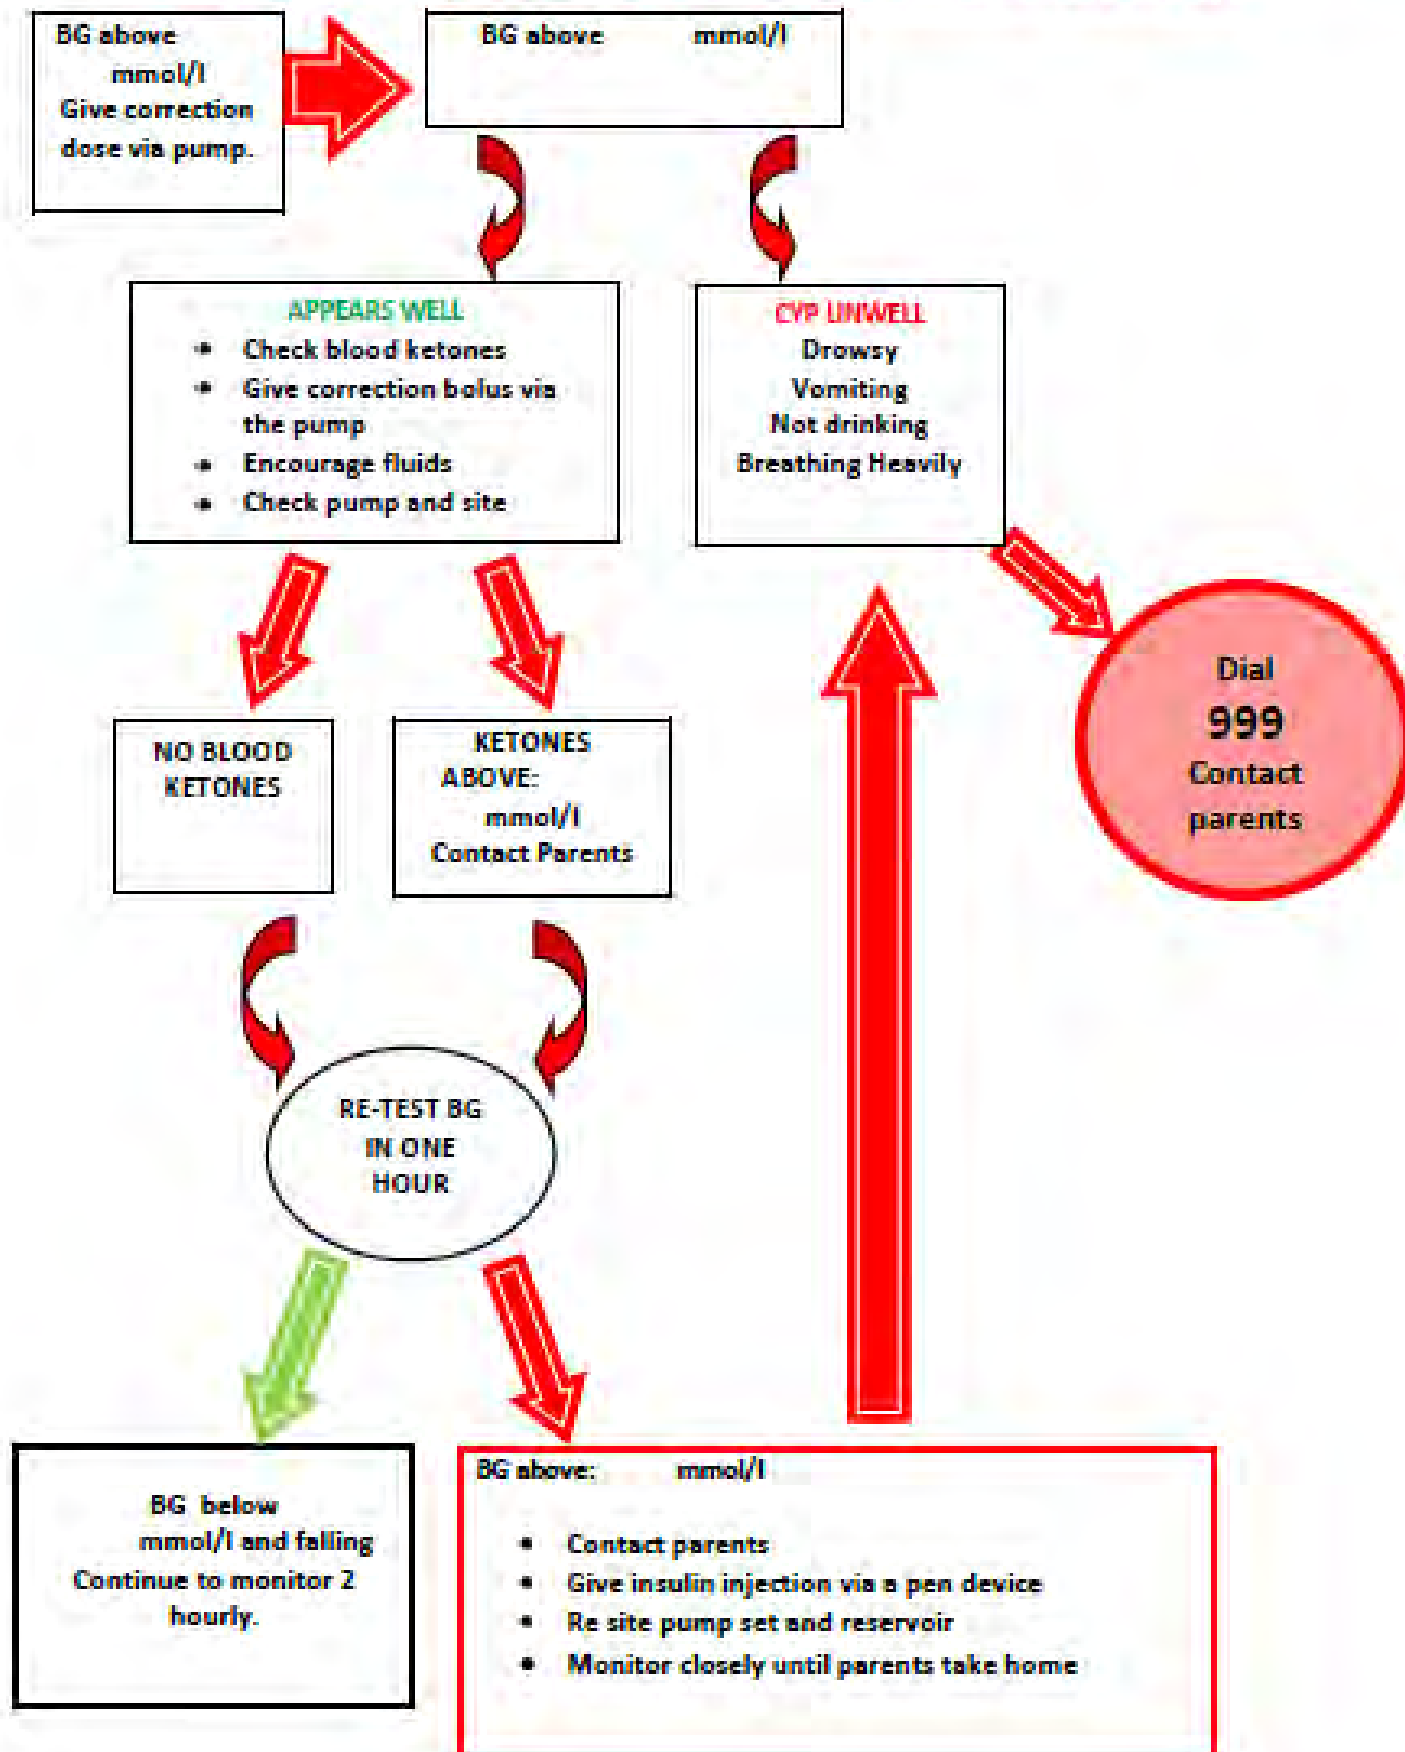 BG above
mmol/l
Give correction
dose via pump.
BG above mmol/l
APPEARS WELL
Check blood ketones
Give correction bolus via
the pump
Encourage fluids
Check pump and site
CYP UNWELL
Drowsy
Vomiting
Not drinking
Breathing Heavily
Dial
999
Contact
parents
NO BLOOD
KETONES
KETONES
ABOVE:
mmol/l
Contact Parents
RE-TEST BG
IN ONE
HOUR
BG below
mmol/l and falling
Continue to monitor 2
hourly.
BG above: mmol/l
Contact parents
Give insulin injection via a pen device
Re site pump set and reservoir
Monitor closely until parents take home